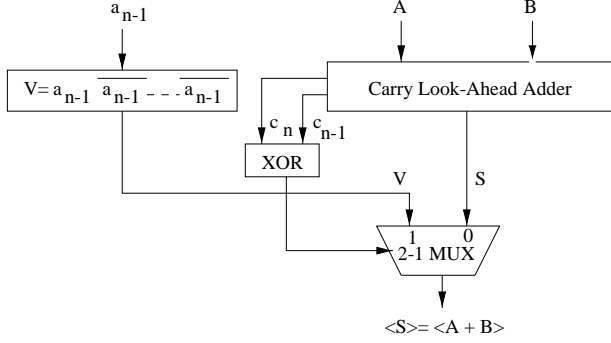 a n-1
A
B
V= a n-1 a n-1 - - - a n-1
Carry Look-Ahead Adder
c n
c n-1
XOR
V
S
1
0
2-1 MUX
<S>= <A + B>